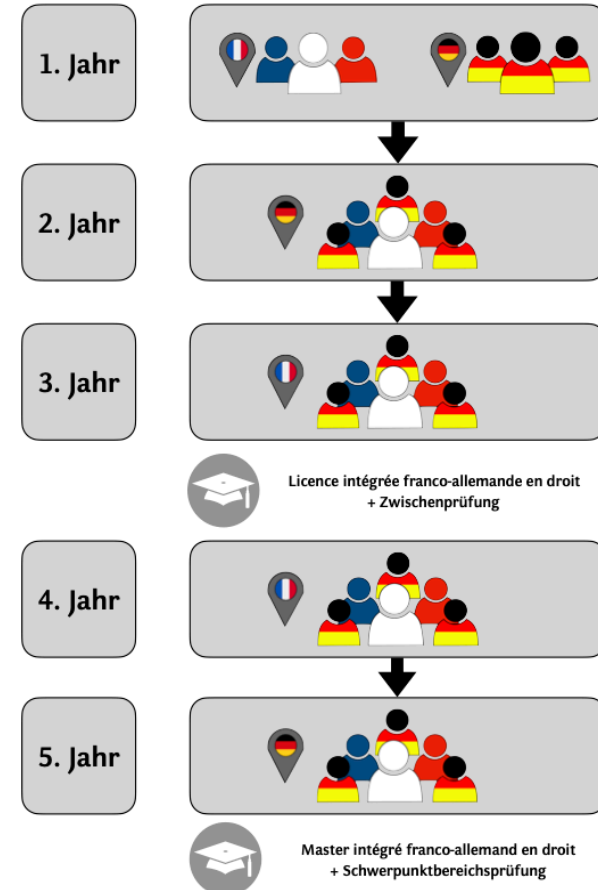 1. Jahr
2. Jahr
3. Jahr
Licence intégrée franco-allemande en droit
+ Zwischenprüfung
4. Jahr
5. Jahr
Master intégré franco-allemand en droit
+ Schwerpunktbereichsprüfung